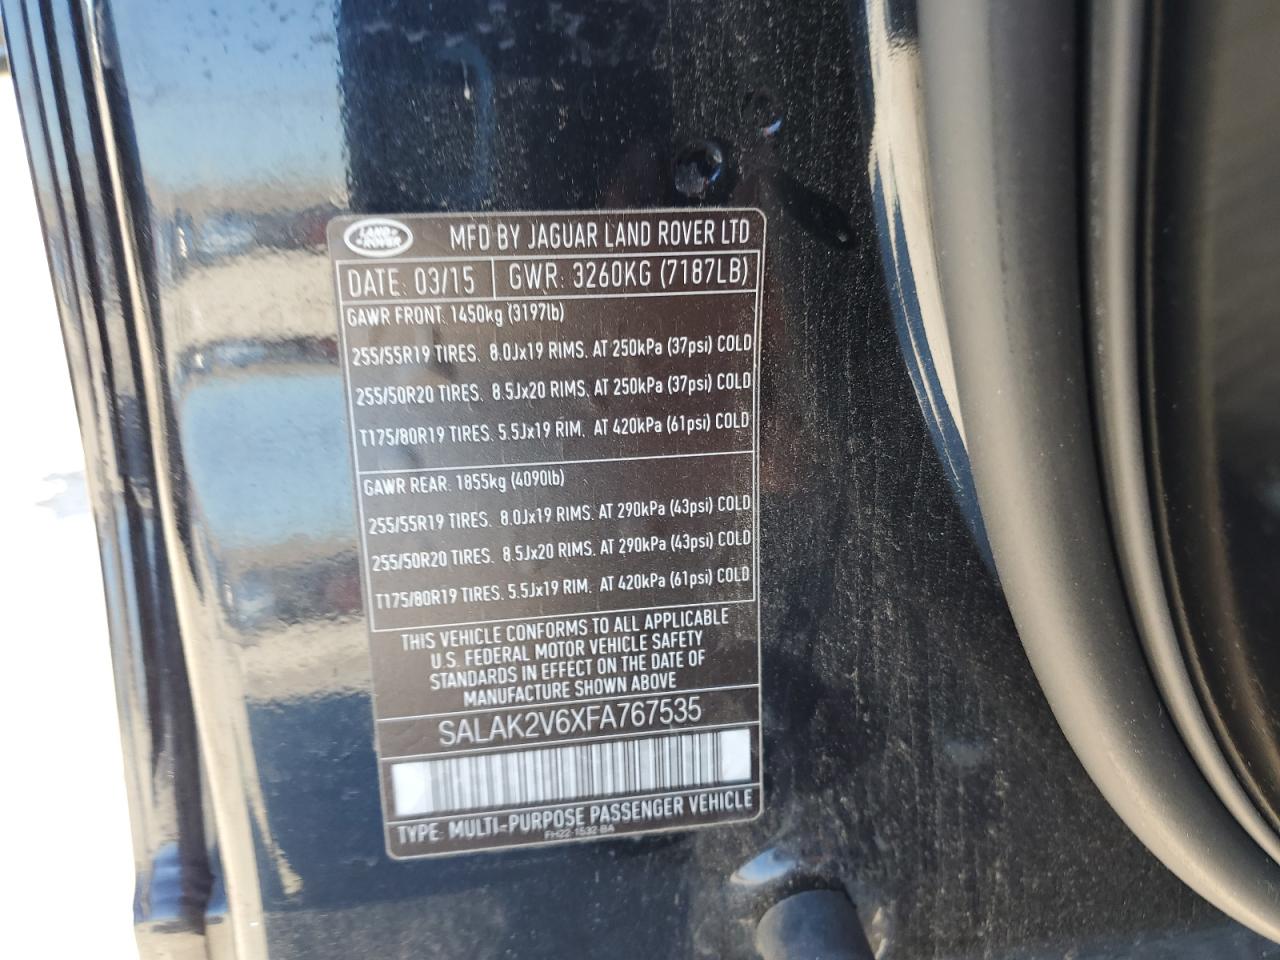 LAND ROVER
MFD BY JAGUAR LAND ROVER LTD
DATE: 03/15 GWR: 3260KG (7187LB)
GAWR FRONT. 1450kg (3197lb)
255/55R19 TIRES. 8.0Jx19 RIMS. AT 250kPa (37psi) COLD
255/50R20 TIRES. 8.5Jx20 RIMS. AT 250kPa (37psi) COLD
T175/80R19 TIRES. 5.5Jx19 RIM. AT 420kPa (61psi) COLD
GAWR REAR. 1855kg (4090lb)
255/55R19 TIRES. 8.0Jx19 RIMS. AT 290kPa (43psi) COLD
255/50R20 TIRES. 8.5Jx20 RIMS. AT 290kPa (43psi) COLD
T175/80R19 TIRES. 5.5Jx19 RIM. AT 420kPa (61psi) COLD
THIS VEHICLE CONFORMS TO ALL APPLICABLE
U.S. FEDERAL MOTOR VEHICLE SAFETY
STANDARDS IN EFFECT ON THE DATE OF
MANUFACTURE SHOWN ABOVE
SALAK2V6XFA767535
TYPE: MULTI-PURPOSE PASSENGER VEHICLE
FH22-1532-BA